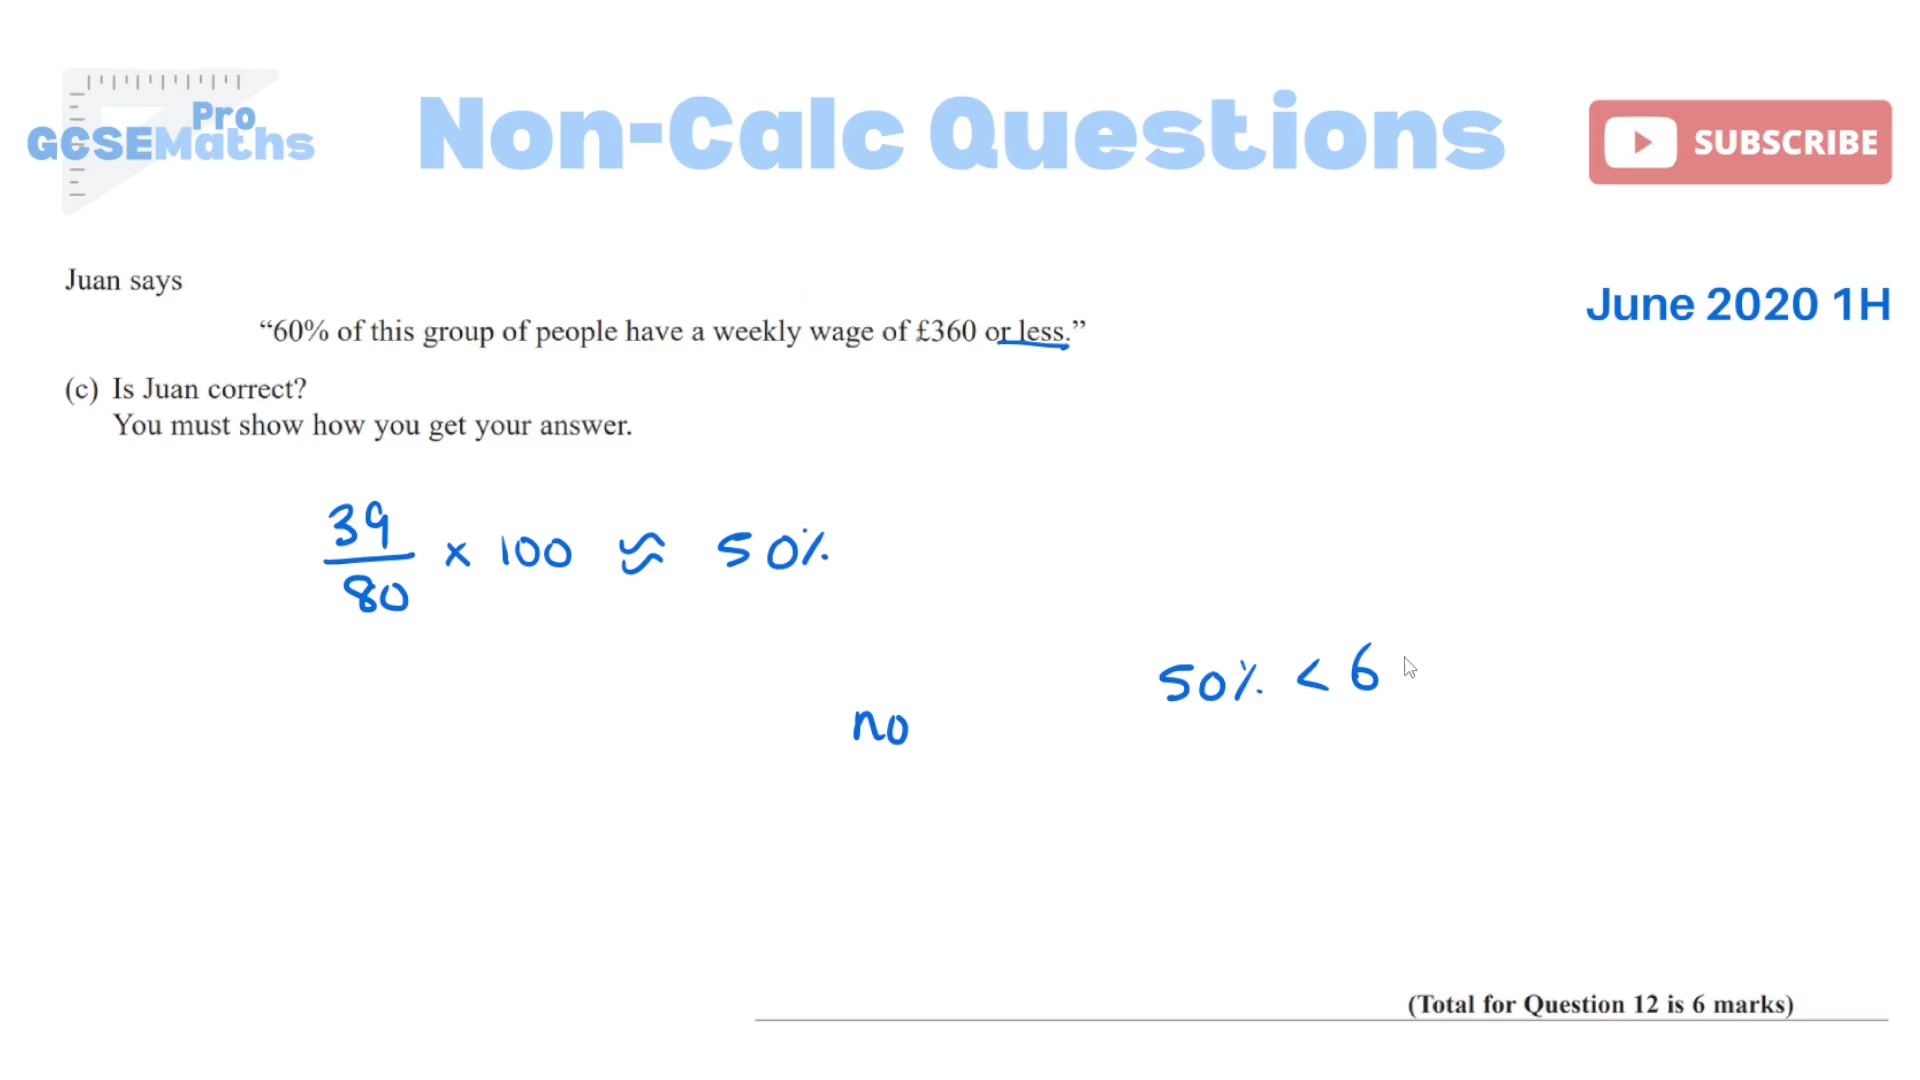 Pro
GCSEMaths
Non-Calc Questions
SUBSCRIBE
Juan says
June 2020 1H
“60% of this group of people have a weekly wage of £360 or less.”
(c) Is Juan correct?
You must show how you get your answer.
39
80
× 100 ≈ 50%
50% < 6
no
(Total for Question 12 is 6 marks)